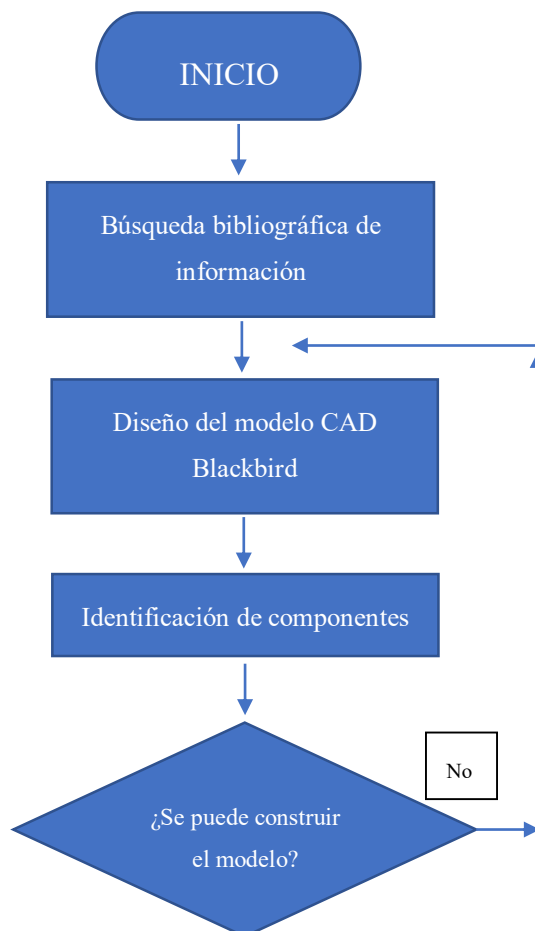 INICIO
Búsqueda bibliográfica de
información
Diseño del modelo CAD
Blackbird
Identificación de componentes
No
¿Se puede construir
el modelo?